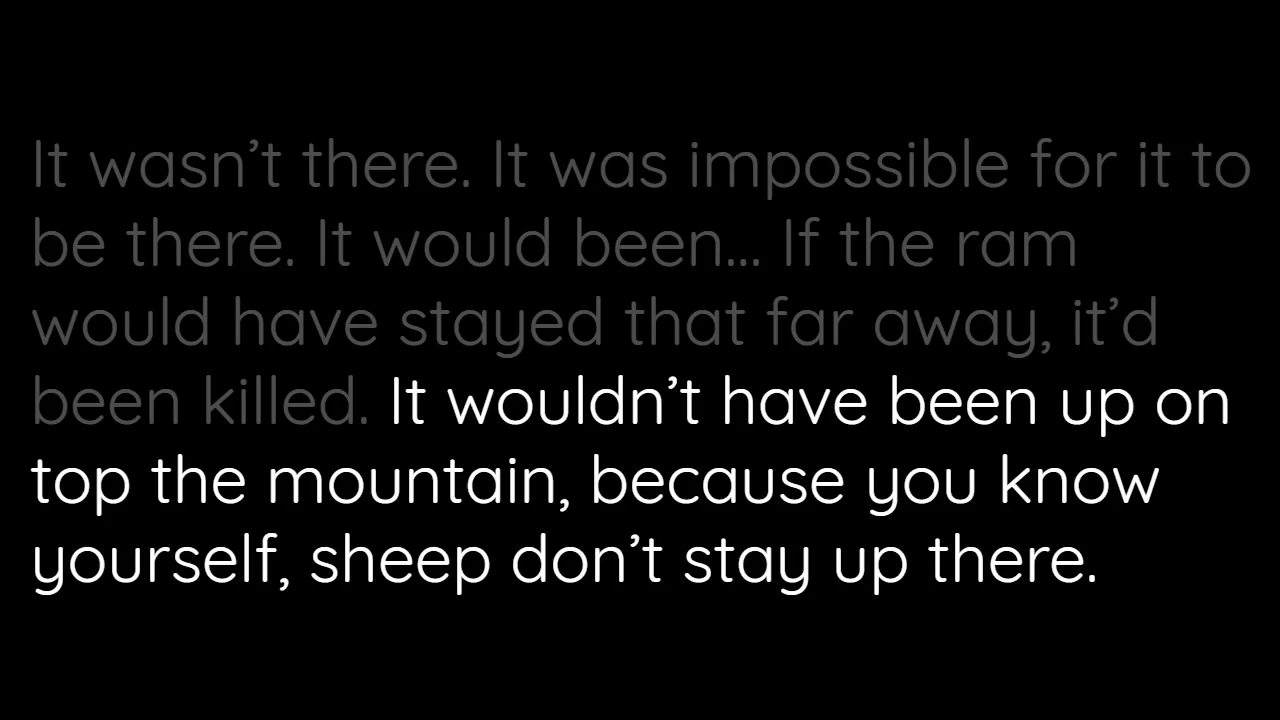 It wasn’t there. It was impossible for it to
be there. It would been... If the ram
would have stayed that far away, it’d
been killed. It wouldn’t have been up on
top the mountain, because you know
yourself, sheep don’t stay up there.